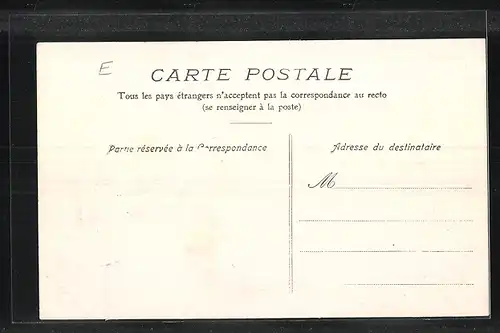 E
CARTE POSTALE
Tous les pays étrangers n'acceptent pas la correspondance au recto
(se renseigner à la poste)
Partie réservée à la Correspondance
Adresse du destinataire
M